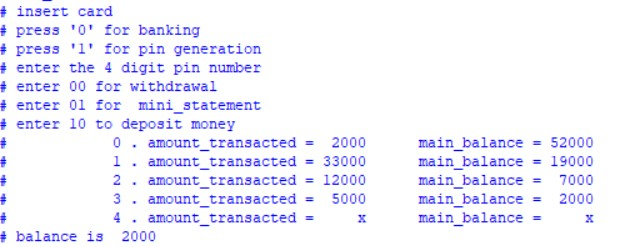 # insert card
# press '0' for banking
# press '1' for pin generation
# enter the 4 digit pin number
# enter 00 for withdrawal
# enter 01 for  mini_statement
# enter 10 to deposit money
#             0 . amount_transacted =  2000      main_balance = 52000
#             1 . amount_transacted = 33000      main_balance = 19000
#             2 . amount_transacted = 12000      main_balance =  7000
#             3 . amount_transacted =  5000      main_balance =  2000
#             4 . amount_transacted =     x      main_balance =     x
# balance is  2000